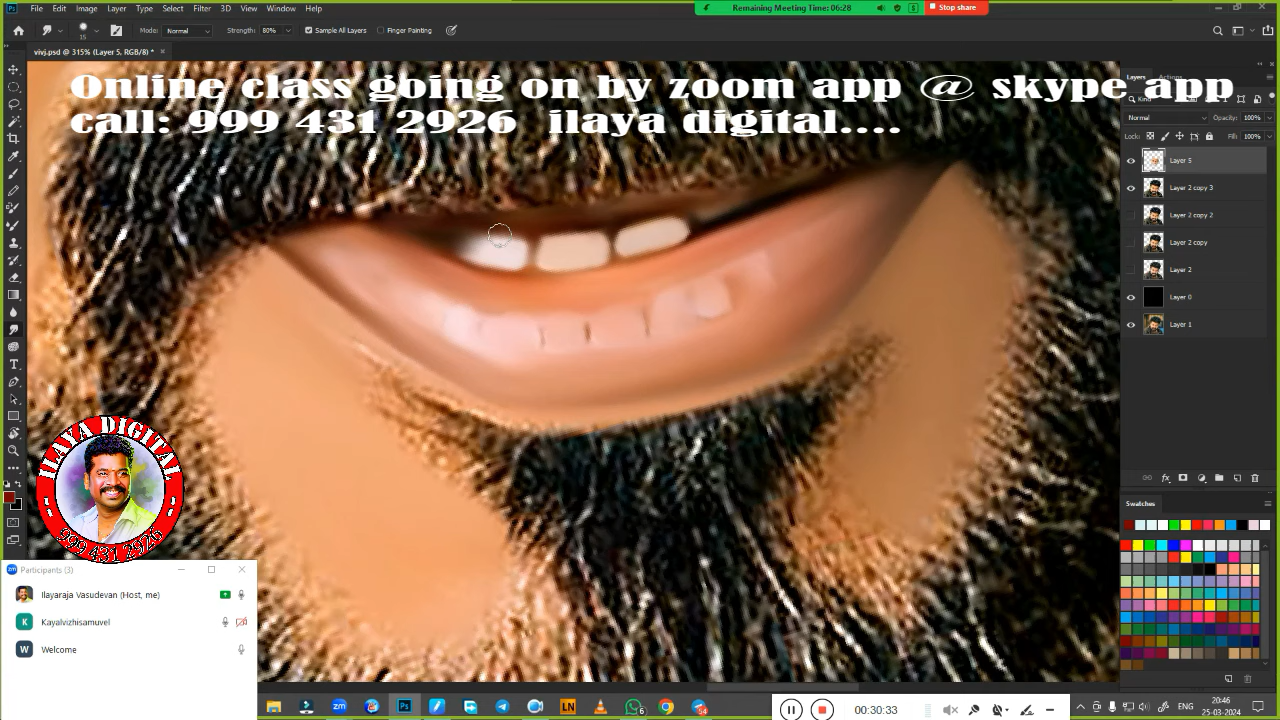 File Edit Image Layer Type Select Filter 3D View Window Help
Remaining Meeting Time: 06:28
Stop share
15
Mode: Normal
Strength: 80%
Sample All Layers
Finger Painting
vivj.psd @ 315% (Layer 5, RGB/8) *
Online class going on by zoom app @ skype app
call: 999 431 2926 ilaya digital....
Layers
Actions
Kind
Normal
Opacity: 100%
Lock:
Fill: 100%
Layer 5
Layer 2 copy 3
Layer 2 copy 2
Layer 2 copy
Layer 2
Layer 0
Layer 1
Swatches
ILAYA DIGITAL
999 431 2926
Participants (3)
Ilayaraja Vasudevan (Host, me)
K Kayalvizhisamuvel
W Welcome
00:30:33
ENG
20:46
25-03-2024